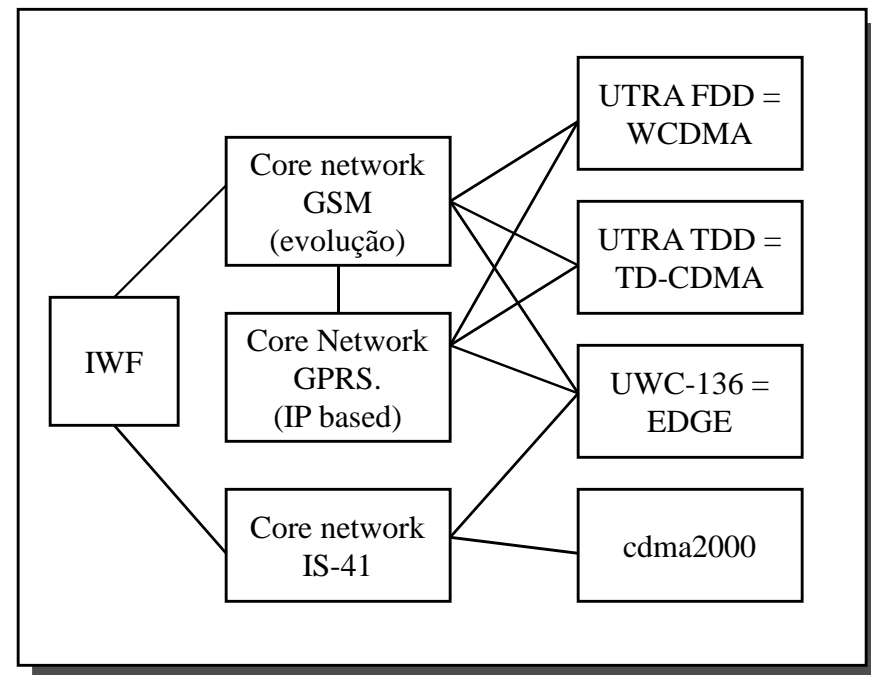 IWF
Core network
GSM
(evolução)
Core Network
GPRS.
(IP based)
Core network
IS-41
UTRA FDD =
WCDMA
UTRA TDD =
TD-CDMA
UWC-136 =
EDGE
cdma2000